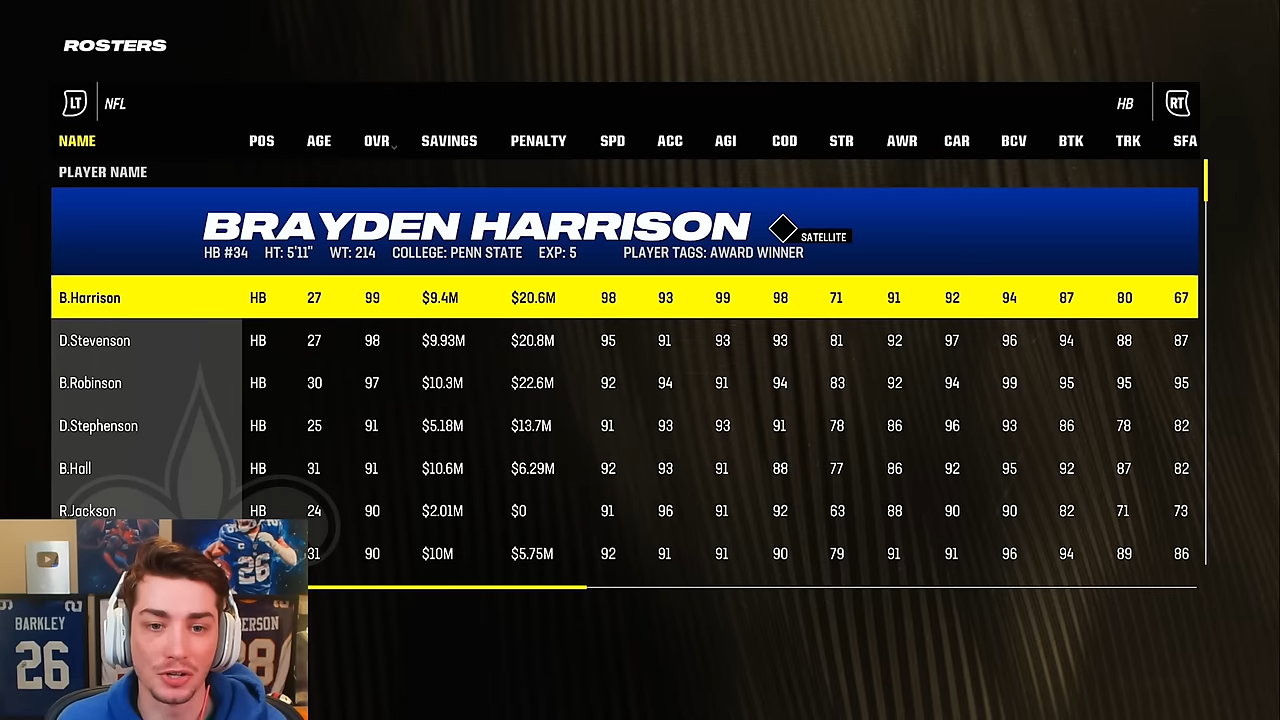 ROSTERS
LT NFL HB RT
NAME POS AGE OVR SAVINGS PENALTY SPD ACC AGI COD STR AWR CAR BCV BTK TRK SFA
PLAYER NAME
BRAYDEN HARRISON SATELLITE
HB #34 HT: 5'11" WT: 214 COLLEGE: PENN STATE EXP: 5 PLAYER TAGS: AWARD WINNER
B.Harrison HB 27 99 $9.4M $20.6M 98 93 99 98 71 91 92 94 87 80 67
D.Stevenson HB 27 98 $9.93M $20.8M 95 91 93 93 81 92 97 96 94 88 87
B.Robinson HB 30 97 $10.3M $22.6M 92 94 91 94 83 92 94 99 95 95 95
D.Stephenson HB 25 91 $5.18M $13.7M 91 93 93 91 78 86 96 93 86 78 82
B.Hall HB 31 91 $10.6M $6.29M 92 93 91 88 77 86 92 95 92 87 82
R.Jackson HB 24 90 $2.01M $0 91 96 91 92 63 88 90 90 82 71 73
31 90 $10M $5.75M 92 91 91 90 79 91 91 96 94 89 86
26
BARKLEY
26
ERSON